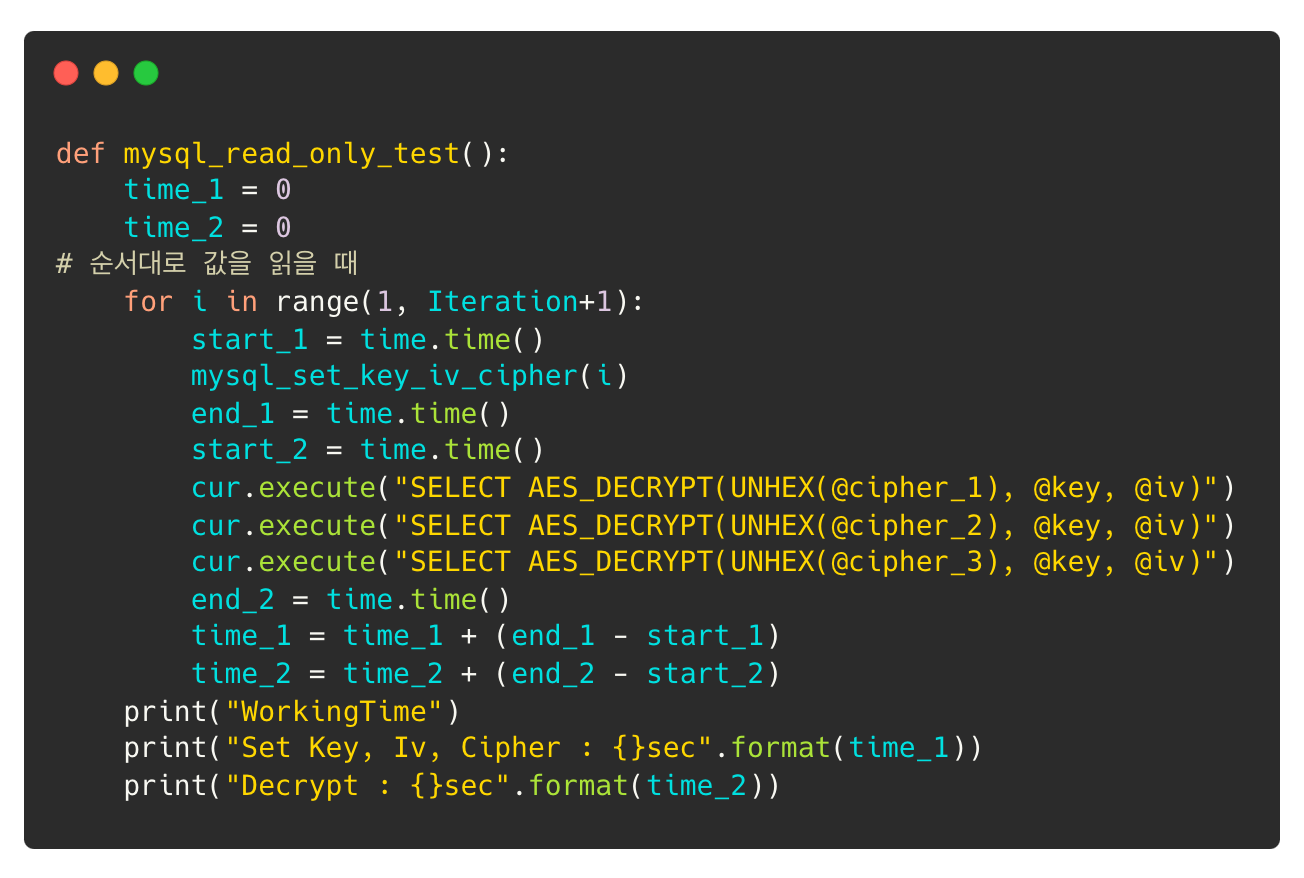 def mysql_read_only_test():
    time_1 = 0
    time_2 = 0
# 순서대로 값을 읽을 때
    for i in range(1, Iteration+1):
        start_1 = time.time()
        mysql_set_key_iv_cipher(i)
        end_1 = time.time()
        start_2 = time.time()
        cur.execute("SELECT AES_DECRYPT(UNHEX(@cipher_1), @key, @iv)")
        cur.execute("SELECT AES_DECRYPT(UNHEX(@cipher_2), @key, @iv)")
        cur.execute("SELECT AES_DECRYPT(UNHEX(@cipher_3), @key, @iv)")
        end_2 = time.time()
        time_1 = time_1 + (end_1 - start_1)
        time_2 = time_2 + (end_2 - start_2)
    print("WorkingTime")
    print("Set Key, Iv, Cipher : {}sec".format(time_1))
    print("Decrypt : {}sec".format(time_2))